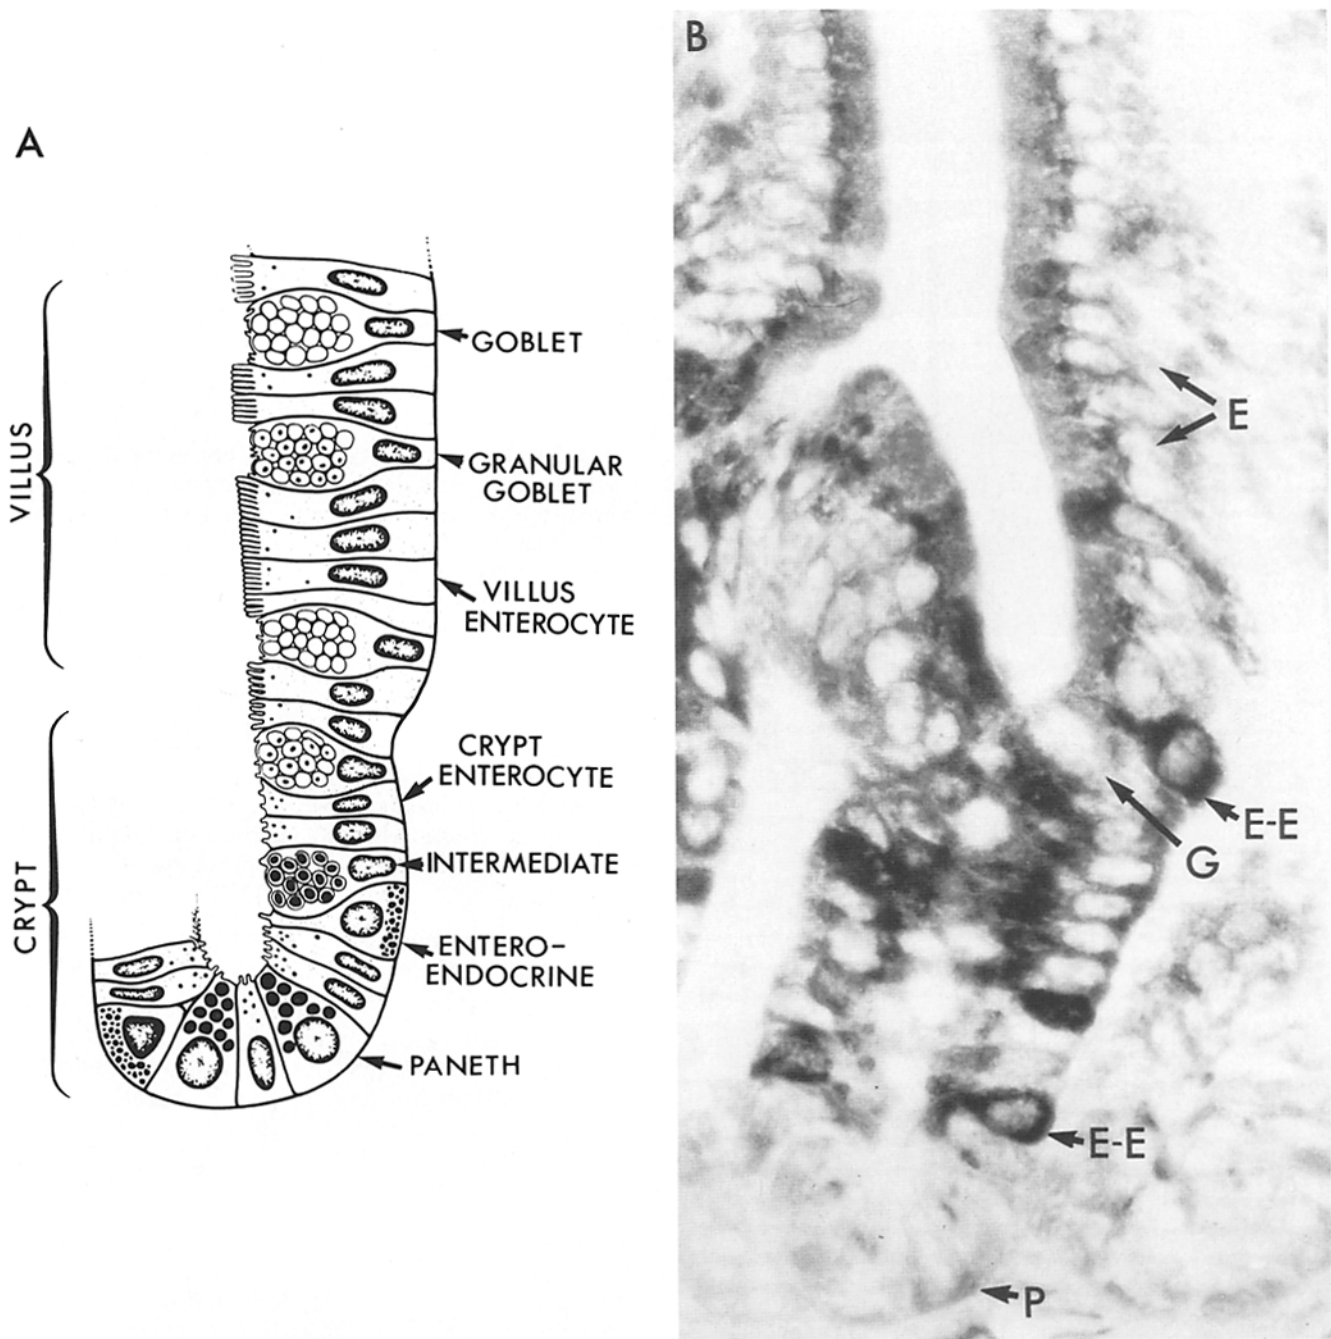 A
VILLUS
CRYPT
GOBLET
GRANULAR
GOBLET
VILLUS
ENTEROCYTE
CRYPT
ENTEROCYTE
INTERMEDIATE
ENTERO-
ENDOCRINE
PANETH
B
E
E-E
G
E-E
P